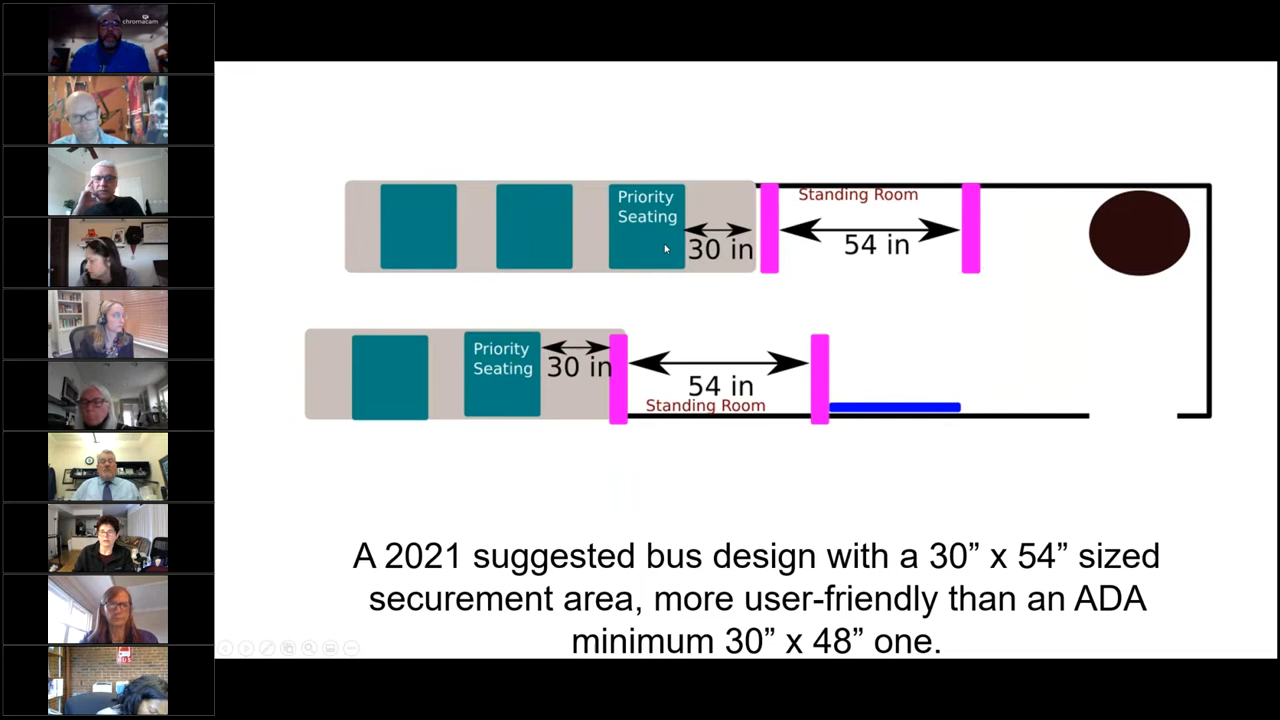 chromacam
Priority
Seating
30 in
Standing Room
54 in
Priority
Seating
30 in
54 in
Standing Room
A 2021 suggested bus design with a 30” x 54” sized
securement area, more user-friendly than an ADA
minimum 30” x 48” one.